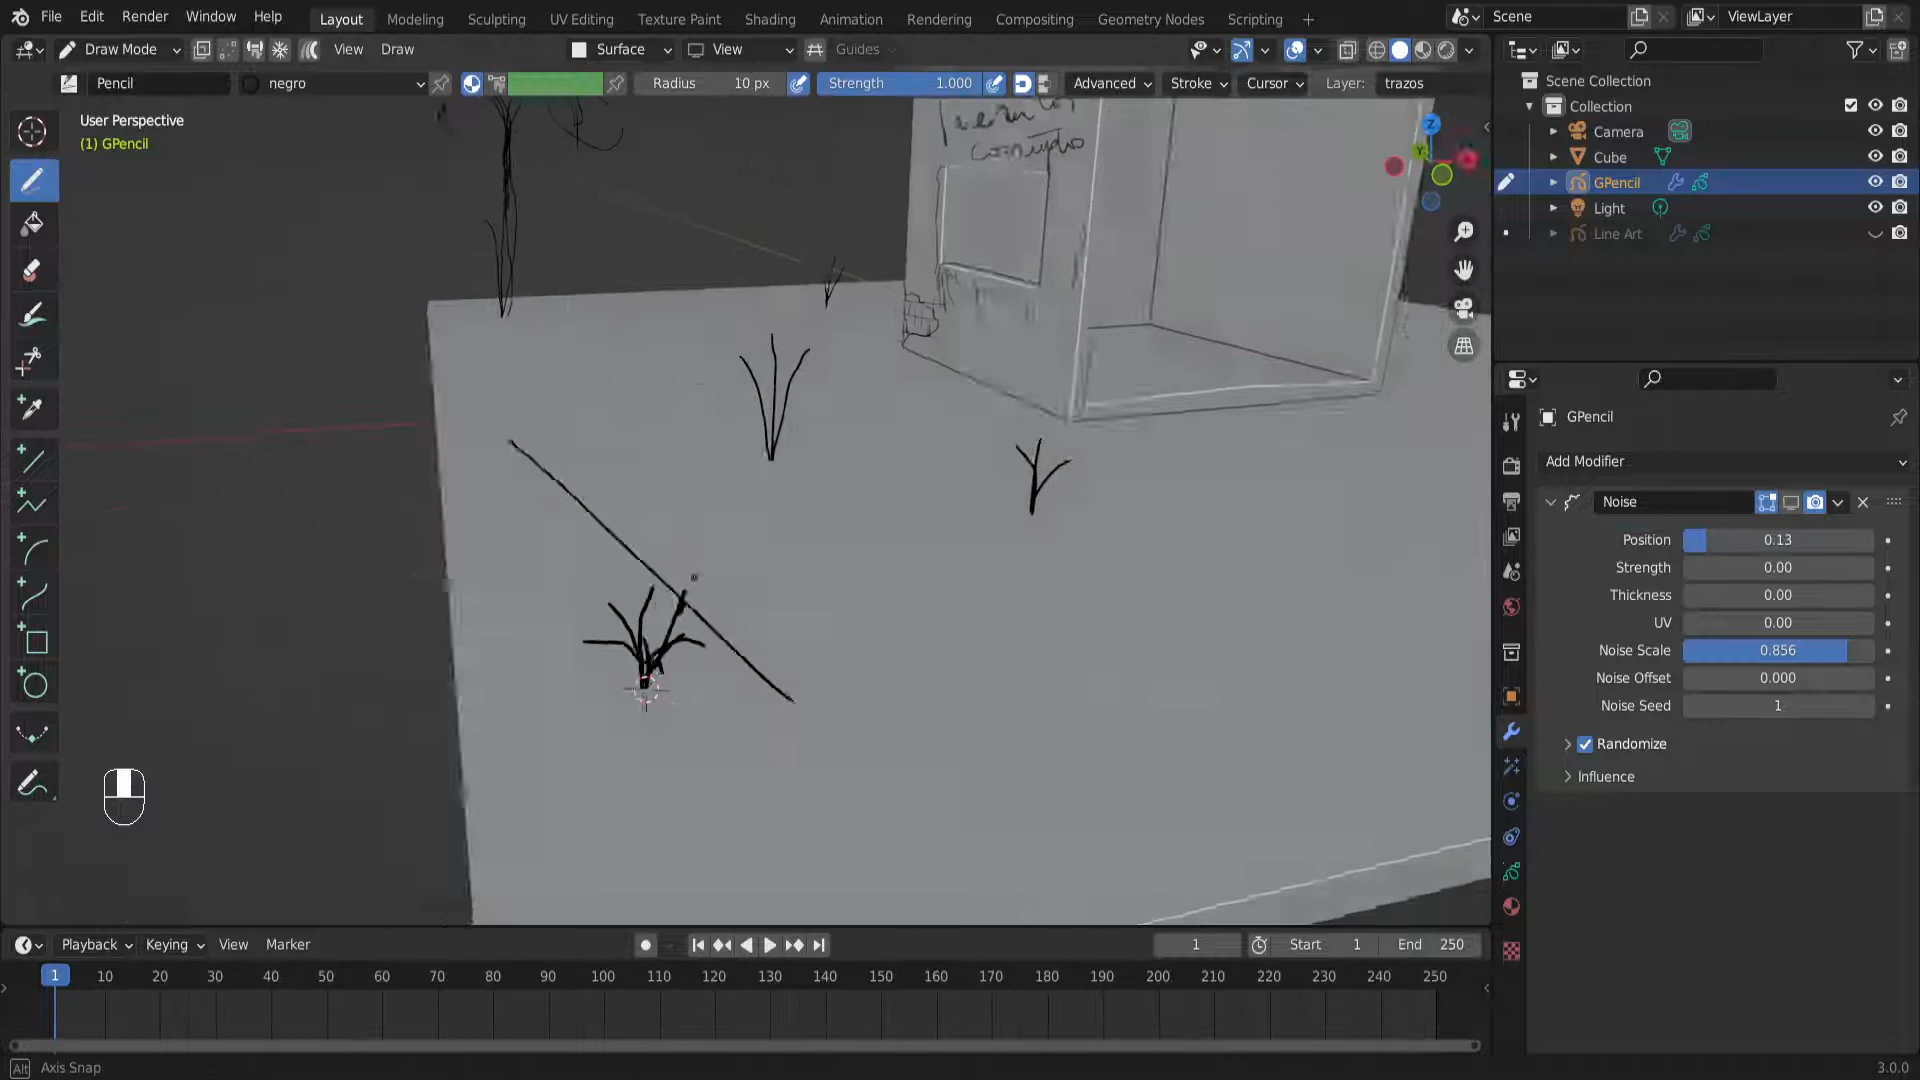 File Edit Render Window Help
Layout Modeling Sculpting UV Editing Texture Paint Shading Animation Rendering Compositing Geometry Nodes Scripting +
Scene
ViewLayer
Draw Mode View Draw
Surface View Guides
Pencil negro
Radius 10 px
Strength 1.000
Advanced Stroke Cursor Layer: trazos
User Perspective
(1) GPencil
Z
Y
Scene Collection
Collection
Camera
Cube
GPencil
Light
Line Art
GPencil
Add Modifier
Noise
Position 0.13
Strength 0.00
Thickness 0.00
UV 0.00
Noise Scale 0.856
Noise Offset 0.000
Noise Seed 1
Randomize
Influence
Playback Keying View Marker
1
Start 1 End 250
1 10 20 30 40 50 60 70 80 90 100 110 120 130 140 150 160 170 180 190 200 210 220 230 240 250
Alt Axis Snap
3.0.0